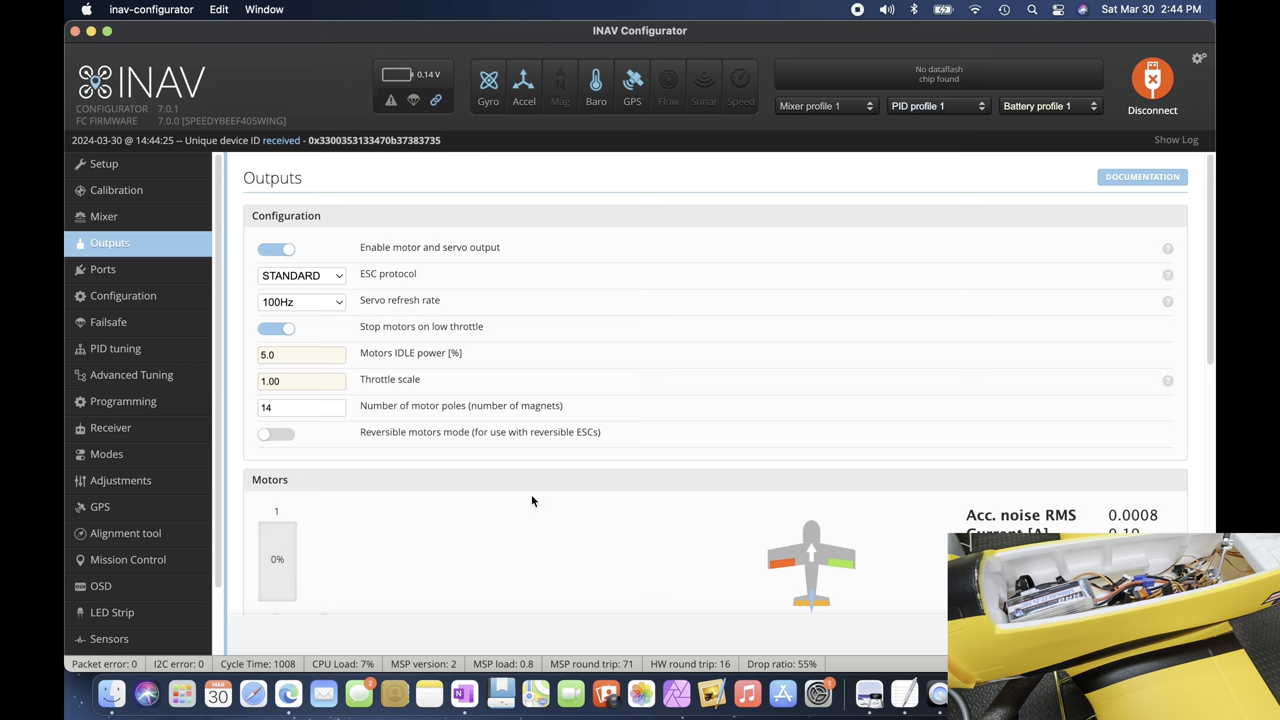 inav-configurator Edit Window
Sat Mar 30 2:44 PM
INAV Configurator
INAV
CONFIGURATOR 7.0.1
FC FIRMWARE 7.0.0 [SPEEDYBEEF405WING]
0.14 V
Gyro Accel Mag Baro GPS Flow Sonar Speed
No dataflash
chip found
Mixer profile 1 PID profile 1 Battery profile 1
Disconnect
2024-03-30 @ 14:44:25 -- Unique device ID received - 0x3300353133470b37383735
Show Log
Setup
Calibration
Mixer
Outputs
Ports
Configuration
Failsafe
PID tuning
Advanced Tuning
Programming
Receiver
Modes
Adjustments
GPS
Alignment tool
Mission Control
OSD
LED Strip
Sensors
Outputs
DOCUMENTATION
Configuration
Enable motor and servo output
STANDARD ESC protocol
100Hz Servo refresh rate
Stop motors on low throttle
5.0 Motors IDLE power [%]
1.00 Throttle scale
14 Number of motor poles (number of magnets)
Reversible motors mode (for use with reversible ESCs)
Motors
1
0%
Acc. noise RMS 0.0008
Current [A] 0.10
Packet error: 0 I2C error: 0 Cycle Time: 1008 CPU Load: 7% MSP version: 2 MSP load: 0.8 MSP round trip: 71 HW round trip: 16 Drop ratio: 55%
MAR
30
2
1